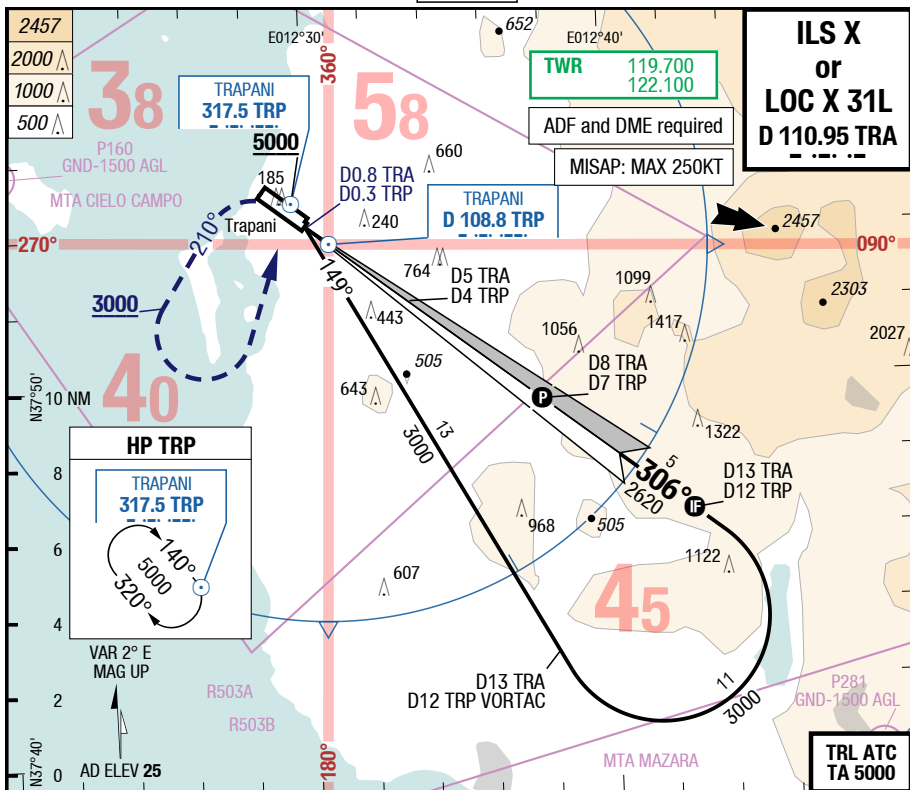 2457
2000
1000
500
38
P160
GND-1500 AGL
MTA CIELO CAMPO
E012°30'
360°
TRAPANI
317.5 TRP
5000
185
Trapani
58
652
E012°40'
TWR 119.700
122.100
ADF and DME required
MISAP: MAX 250KT
ILS X
or
LOC X 31L
D 110.95 TRA
660
D0.8 TRA
D0.3 TRP
240
TRAPANI
D 108.8 TRP
2457
270°
090°
210°
149°
764
D5 TRA
D4 TRP
1099
2303
3000
443
1056
1417
2027
505
D8 TRA
D7 TRP
P
40
N37°50'
10 NM
643
13
3000
1322
HP TRP
TRAPANI
317.5 TRP
140°
5000
320°
8
6
4
2
0
5
306°
2620
IF
D13 TRA
D12 TRP
968
505
1122
607
45
VAR 2° E
MAG UP
R503A
R503B
D13 TRA
D12 TRP VORTAC
11
3000
P281
GND-1500 AGL
MTA MAZARA
N37°40'
AD ELEV 25
180°
TRL ATC
TA 5000